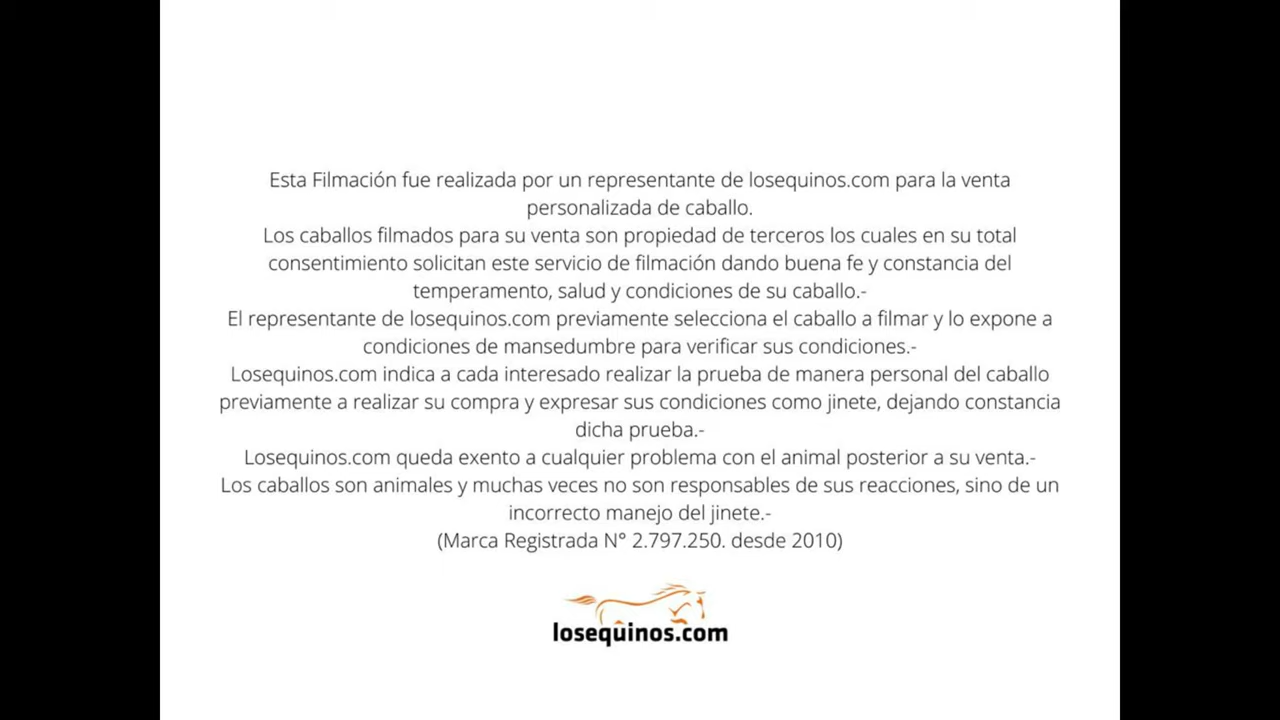 Esta Filmación fue realizada por un representante de losequinos.com para la venta
personalizada de caballo.
Los caballos filmados para su venta son propiedad de terceros los cuales en su total
consentimiento solicitan este servicio de filmación dando buena fe y constancia del
temperamento, salud y condiciones de su caballo.-
El representante de losequinos.com previamente selecciona el caballo a filmar y lo expone a
condiciones de mansedumbre para verificar sus condiciones.-
Losequinos.com indica a cada interesado realizar la prueba de manera personal del caballo
previamente a realizar su compra y expresar sus condiciones como jinete, dejando constancia
dicha prueba.-
Losequinos.com queda exento a cualquier problema con el animal posterior a su venta.-
Los caballos son animales y muchas veces no son responsables de sus reacciones, sino de un
incorrecto manejo del jinete.-
(Marca Registrada N° 2.797.250. desde 2010)
losequinos.com